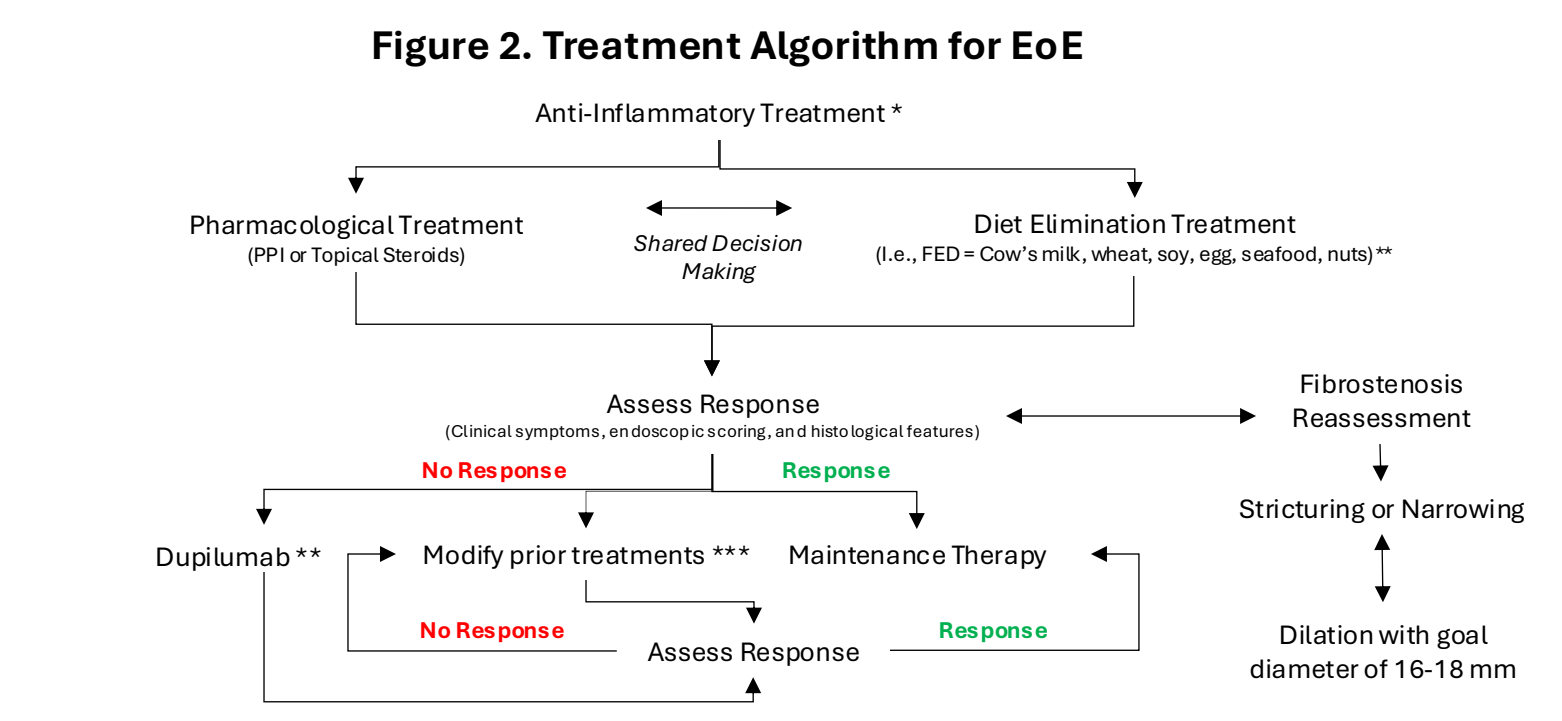 Figure 2. Treatment Algorithm for EoE
Anti-Inflammatory Treatment *
Pharmacological Treatment
(PPI or Topical Steroids)
Shared Decision
Making
Diet Elimination Treatment
(I.e., FED = Cow's milk, wheat, soy, egg, seafood, nuts)**
Assess Response
(Clinical symptoms, endoscopic scoring, and histological features)
Fibrostenosis
Reassessment
No Response
Response
Stricturing or Narrowing
Dupilumab **
Modify prior treatments ***
Maintenance Therapy
No Response
Response
Assess Response
Dilation with goal
diameter of 16-18 mm